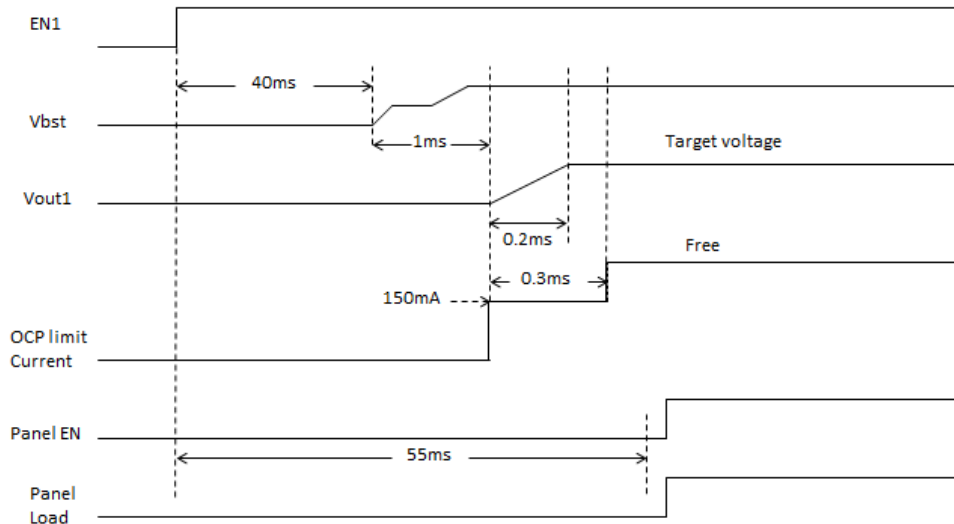 EN1
40ms
Vbst
1ms
Target voltage
Vout1
0.2ms
Free
0.3ms
150mA
OCP limit
Current
Panel EN
55ms
Panel
Load